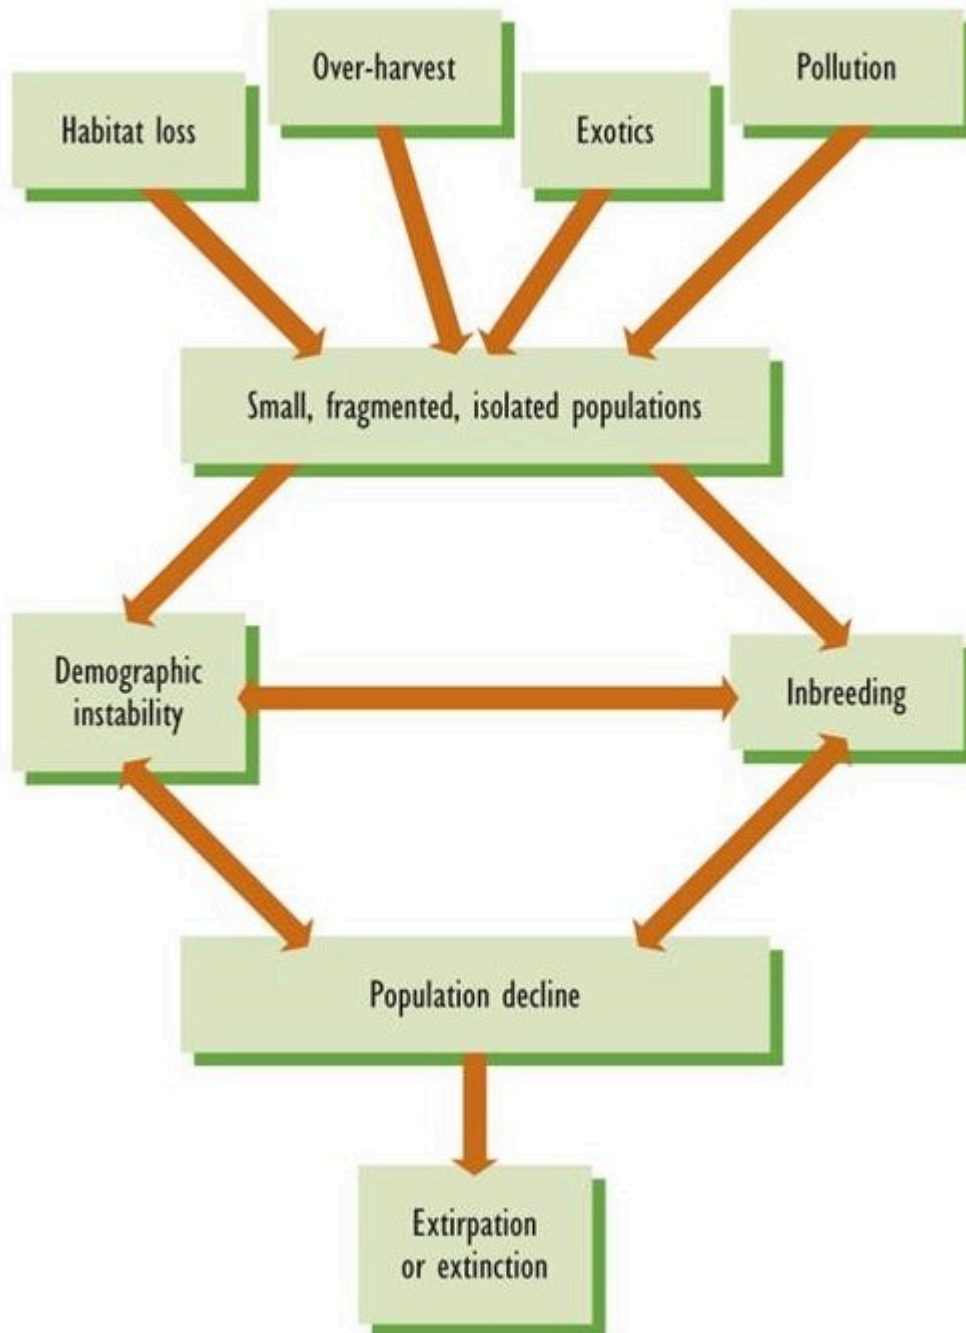 Habitat loss
Over-harvest
Exotics
Pollution
Small, fragmented, isolated populations
Demographic
instability
Inbreeding
Population decline
Extirpation
or extinction